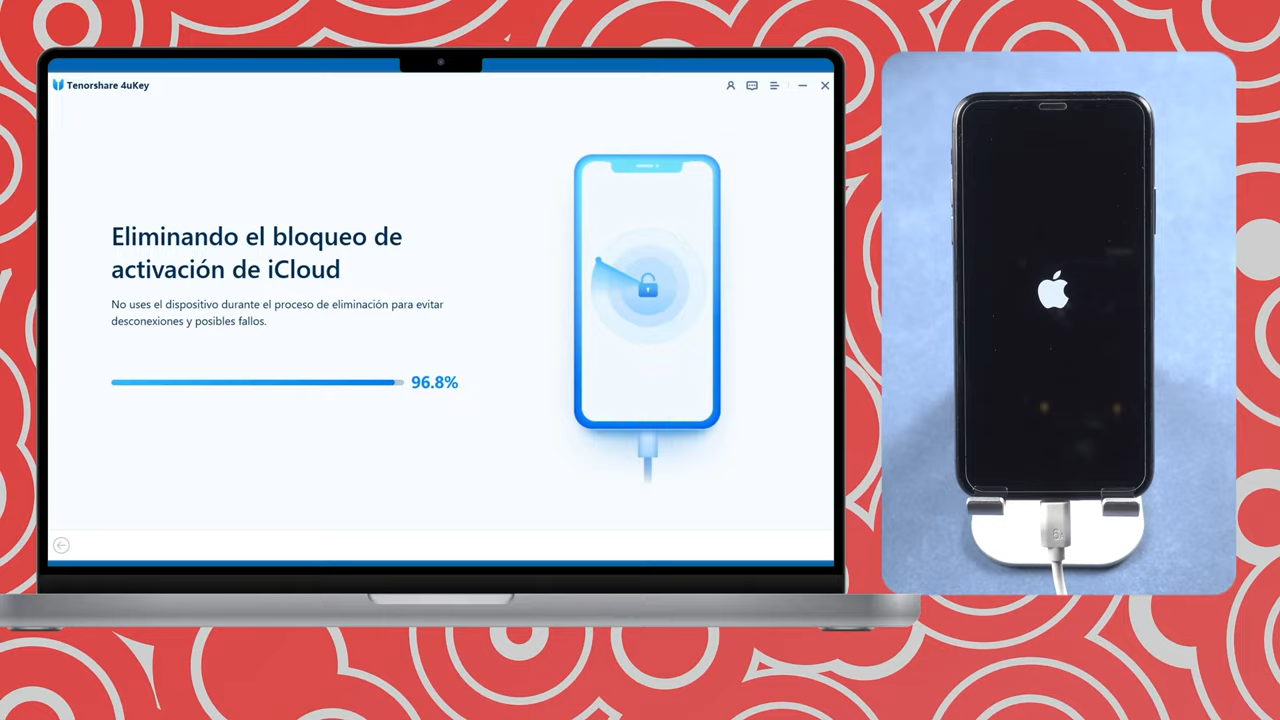 Tenorshare 4uKey
Eliminando el bloqueo de
activación de iCloud
No uses el dispositivo durante el proceso de eliminación para evitar
desconexiones y posibles fallos.
96.8%